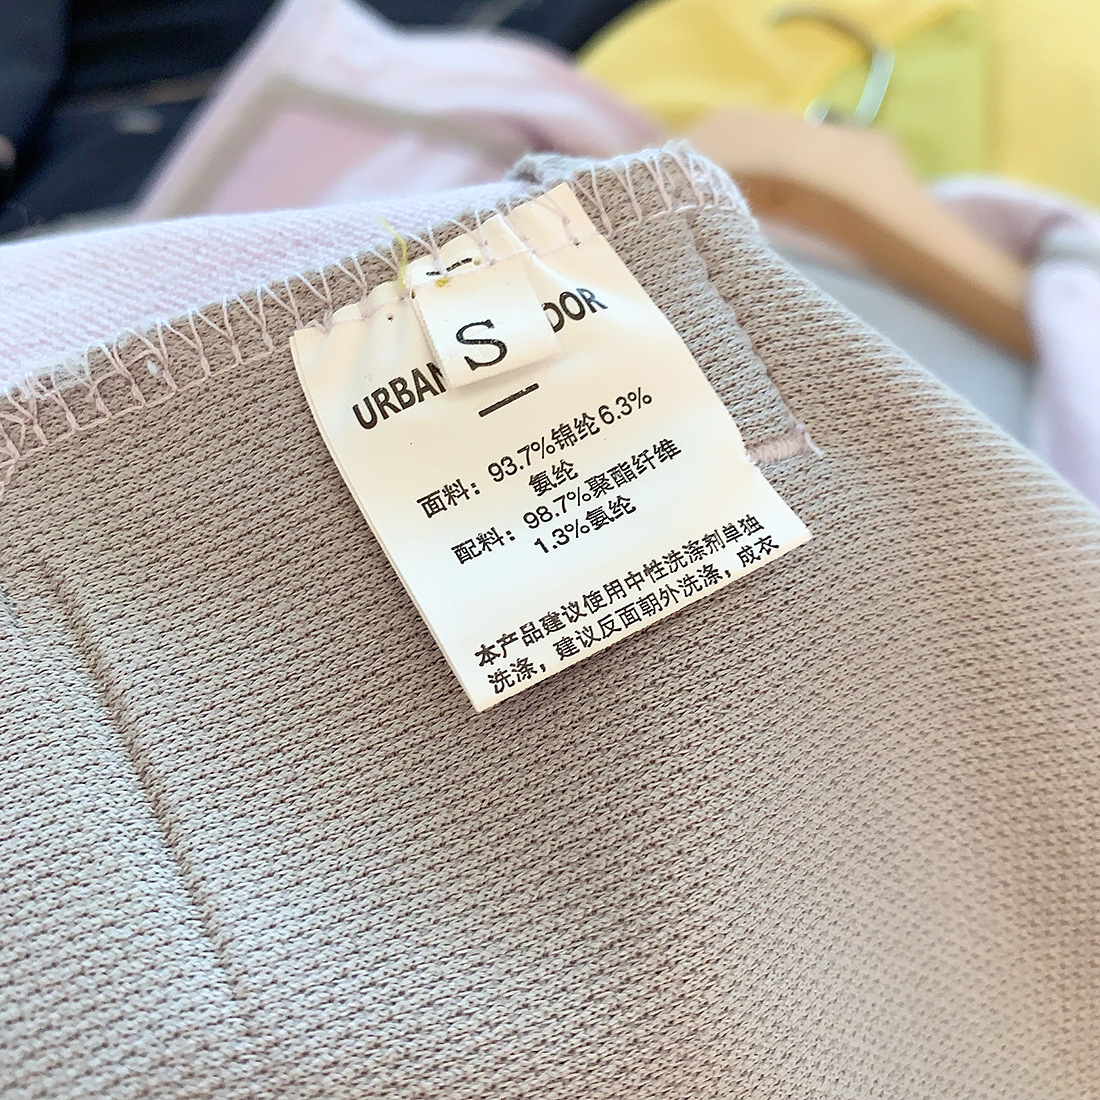 S
URBAN DOR
面料：93.7%锦纶6.3%
氨纶
配料：98.7%聚酯纤维
1.3%氨纶
本产品建议使用中性洗涤剂单独
洗涤，建议反面朝外洗涤，成衣